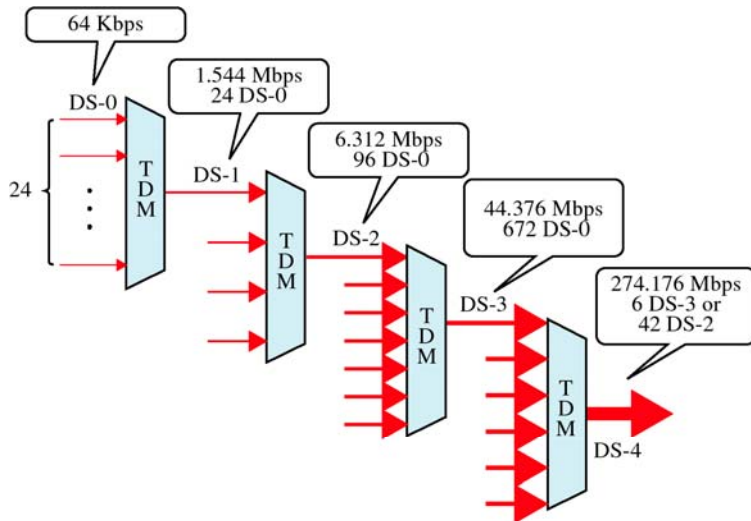 64 Kbps
DS-0
24
T
D
M
1.544 Mbps
24 DS-0
DS-1
T
D
M
6.312 Mbps
96 DS-0
DS-2
T
D
M
44.376 Mbps
672 DS-0
DS-3
T
D
M
274.176 Mbps
6 DS-3 or
42 DS-2
DS-4